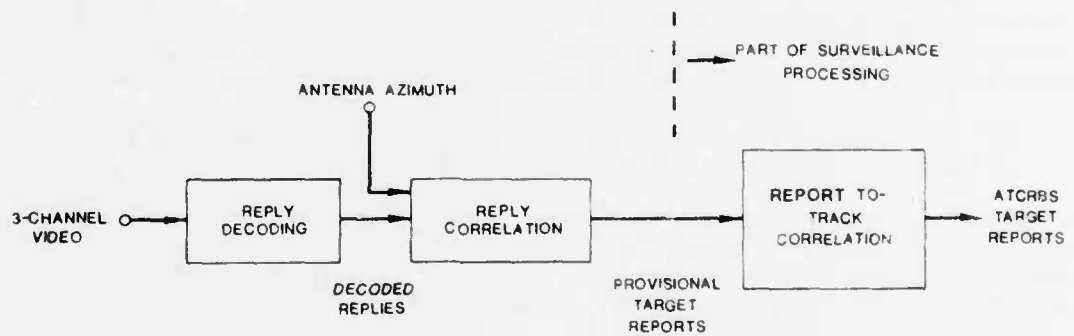 PART OF SURVEILLANCE
PROCESSING
ANTENNA AZIMUTH
3-CHANNEL
VIDEO
REPLY
DECODING
REPLY
CORRELATION
REPORT TO-
TRACK
CORRELATION
ATCRBS
TARGET
REPORTS
DECODED
REPLIES
PROVISIONAL
TARGET
REPORTS